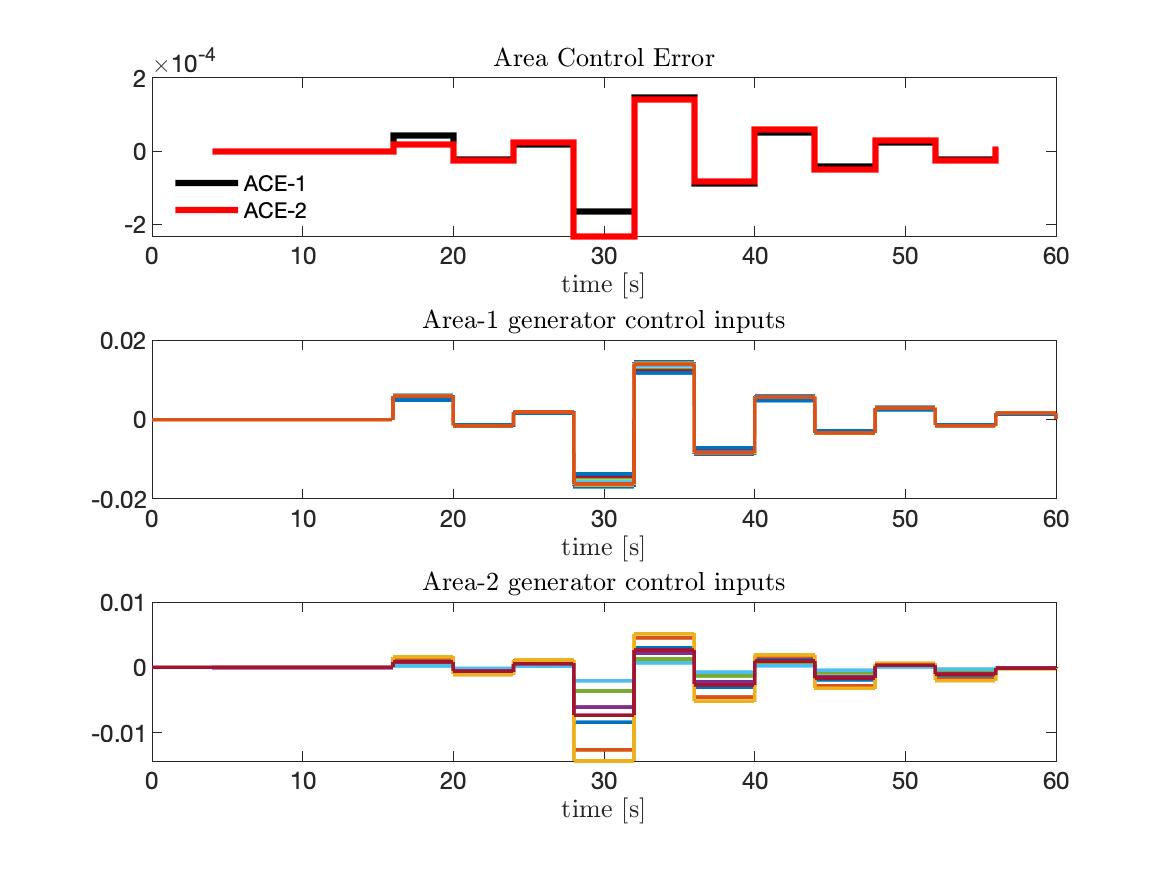 Area Control Error
×10-4
2
0
-2
ACE-1
ACE-2
0 10 20 30 40 50 60
time [s]
Area-1 generator control inputs
0.02
0
-0.02
0 10 20 30 40 50 60
time [s]
Area-2 generator control inputs
0.01
0
-0.01
0 10 20 30 40 50 60
time [s]